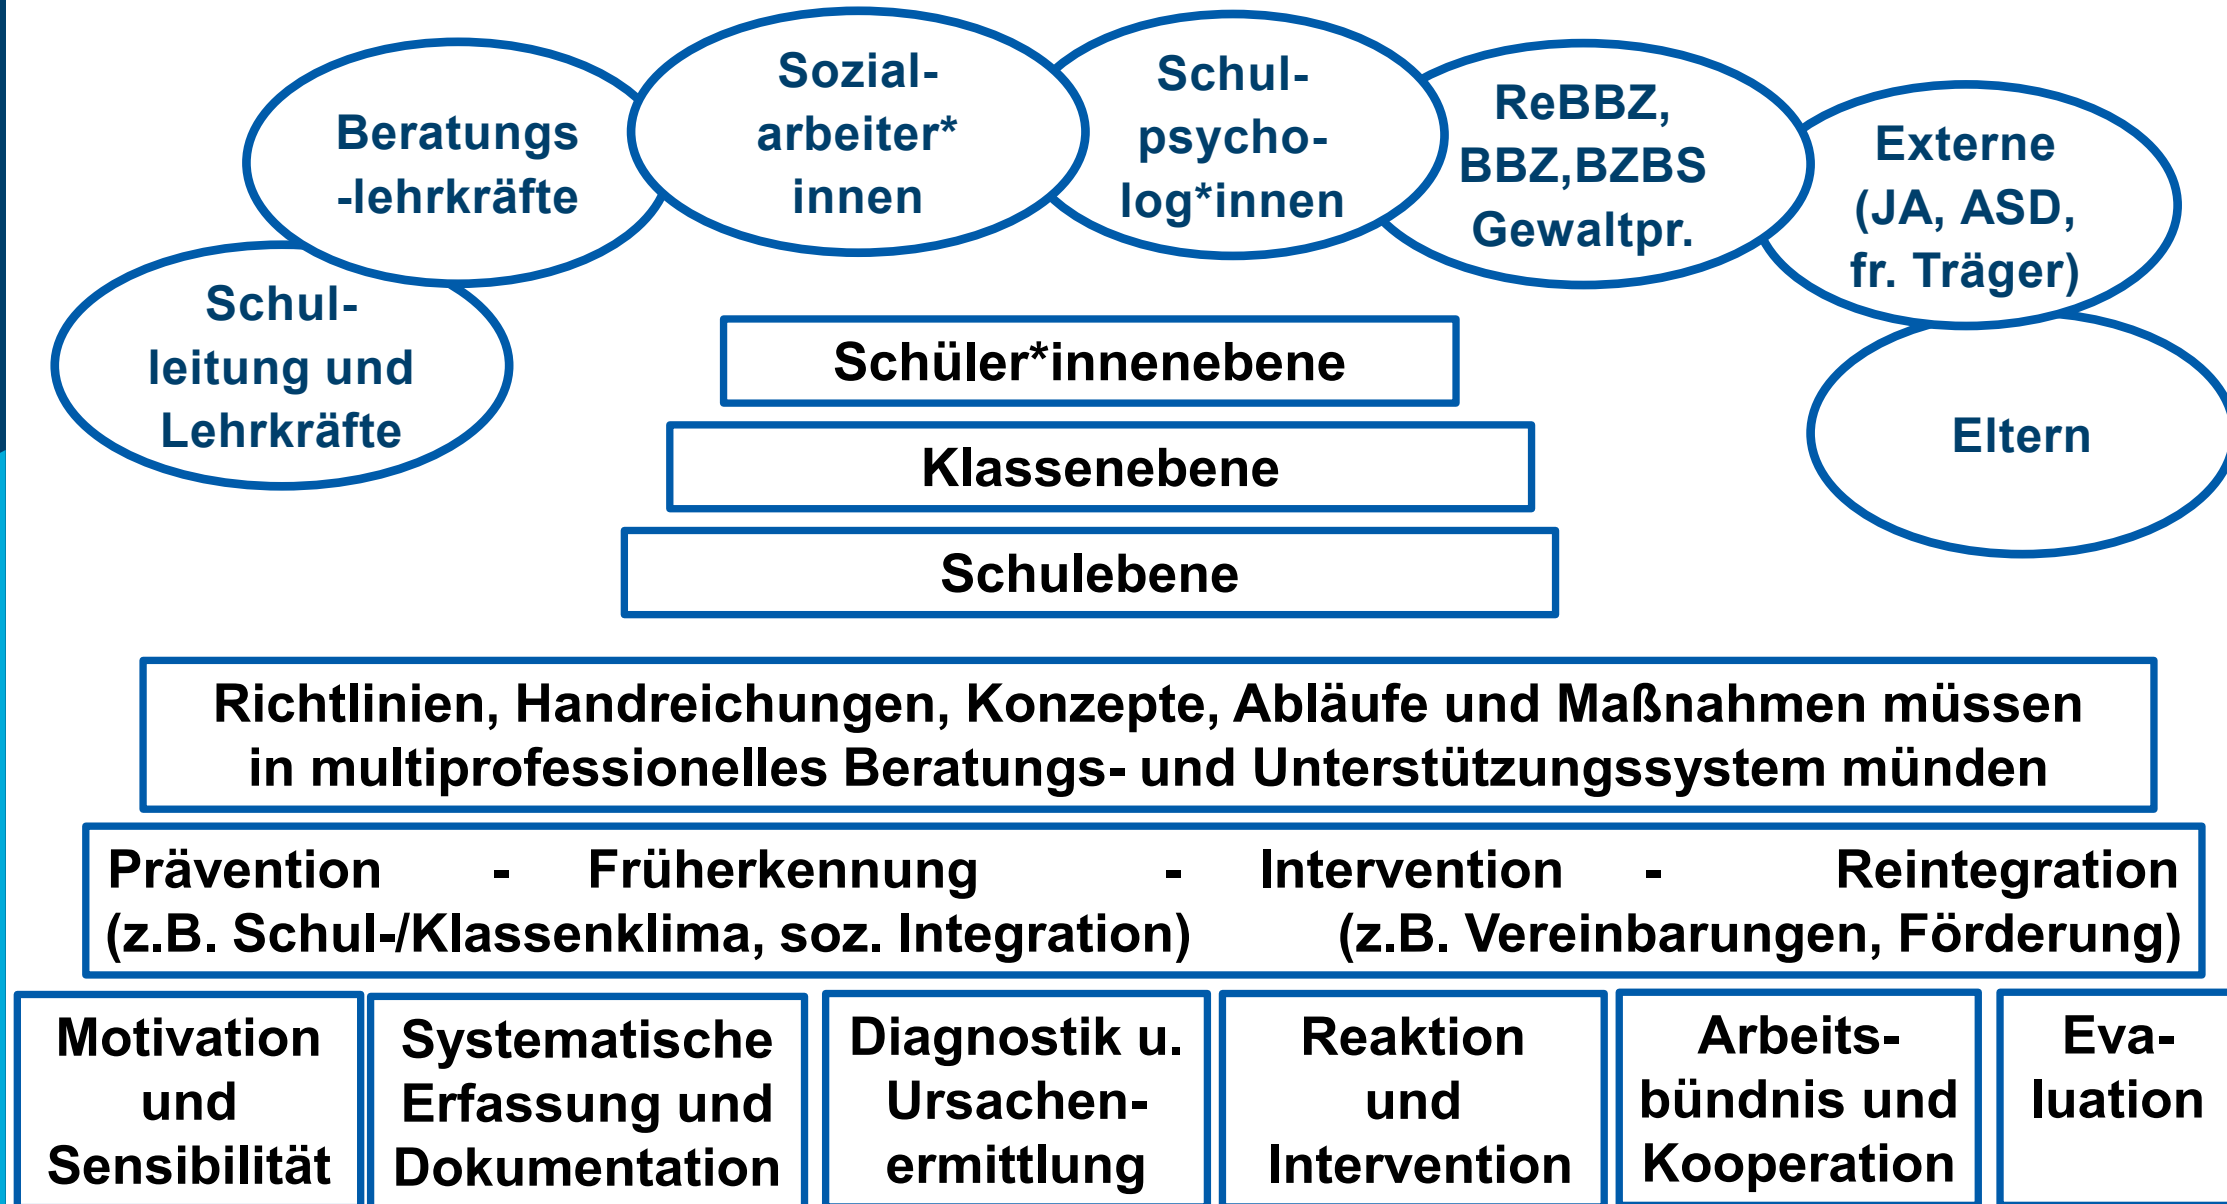 Schul-
leitung und
Lehrkräfte
Beratungs
-lehrkräfte
Sozial-
arbeiter*
innen
Schul-
psycho-
log*innen
ReBBZ,
BBZ,BZBS
Gewaltpr.
Externe
(JA, ASD,
fr. Träger)
Eltern
Schüler*innenebene
Klassenebene
Schulebene
Richtlinien, Handreichungen, Konzepte, Abläufe und Maßnahmen müssen
in multiprofessionelles Beratungs- und Unterstützungssystem münden
Prävention - Früherkennung - Intervention - Reintegration
(z.B. Schul-/Klassenklima, soz. Integration) (z.B. Vereinbarungen, Förderung)
Motivation
und
Sensibilität
Systematische
Erfassung und
Dokumentation
Diagnostik u.
Ursachen-
ermittlung
Reaktion
und
Intervention
Arbeits-
bündnis und
Kooperation
Eva-
luation